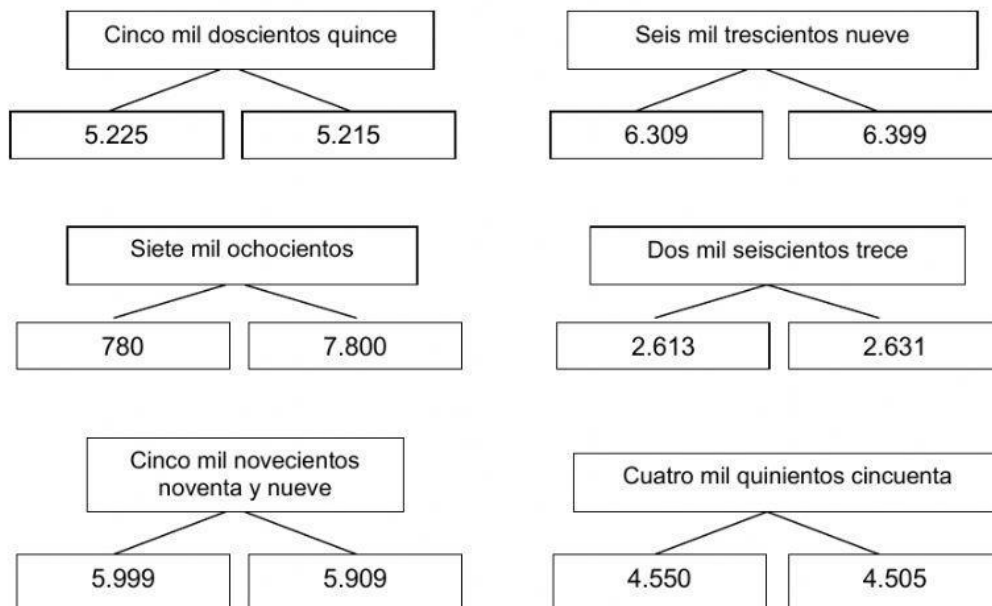 Cinco mil doscientos quince
5.225
5.215
Seis mil trescientos nueve
6.309
6.399
Siete mil ochocientos
780
7.800
Dos mil seiscientos trece
2.613
2.631
Cinco mil novecientos
noventa y nueve
5.999
5.909
Cuatro mil quinientos cincuenta
4.550
4.505